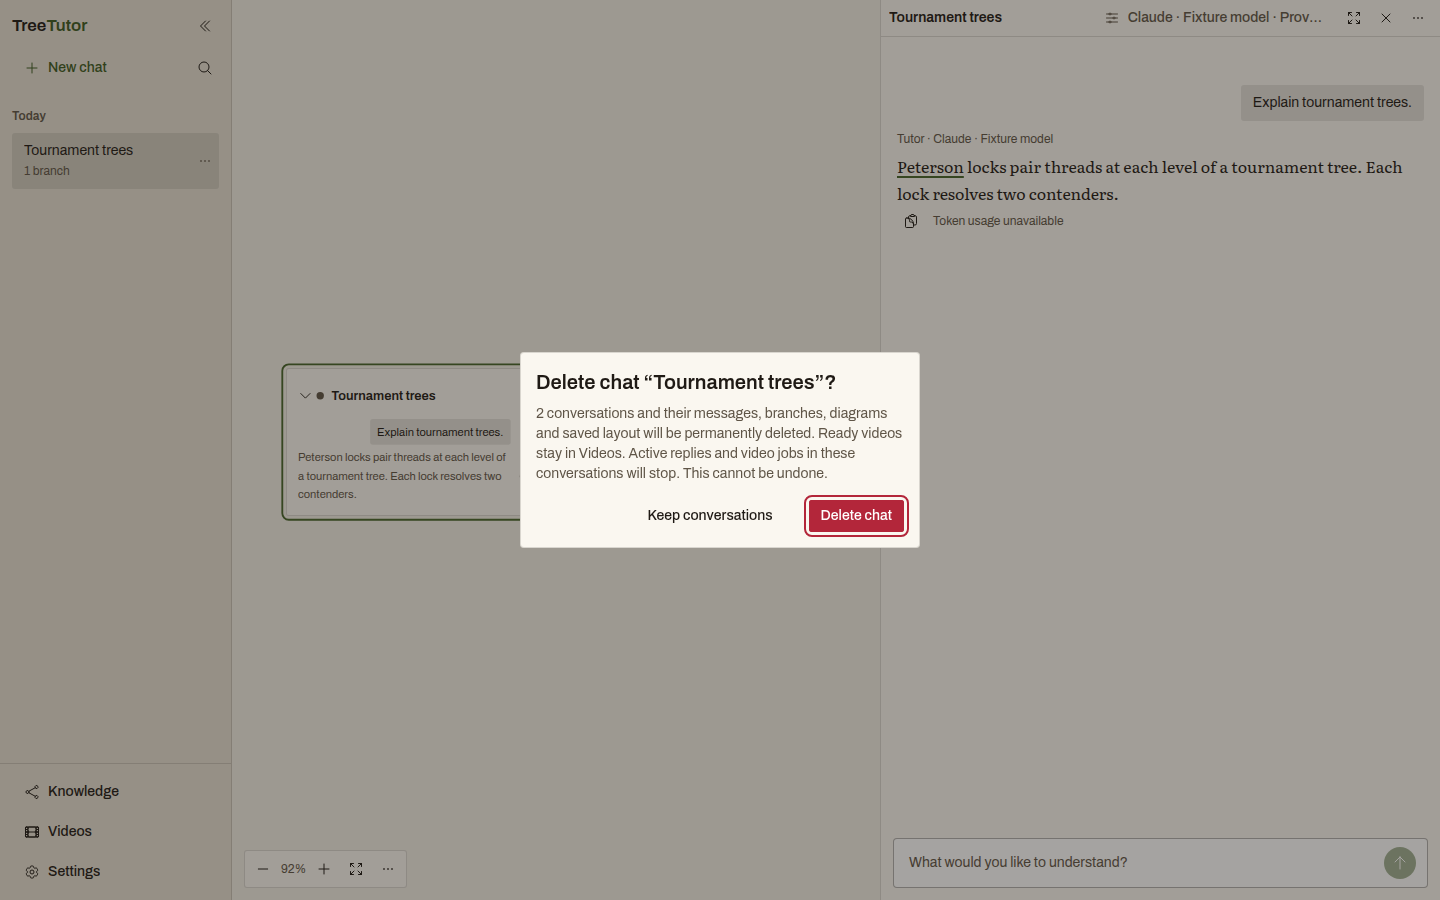 TreeTutor
New chat
Today
Tournament trees
1 branch
Knowledge
Videos
Settings
Tournament trees
Explain tournament trees.
Peterson locks pair threads at each level of
a tournament tree. Each lock resolves two
contenders.
92%
Delete chat “Tournament trees”?
2 conversations and their messages, branches, diagrams
and saved layout will be permanently deleted. Ready videos
stay in Videos. Active replies and video jobs in these
conversations will stop. This cannot be undone.
Keep conversations
Delete chat
Tournament trees
Claude · Fixture model · Prov...
Explain tournament trees.
Tutor · Claude · Fixture model
Peterson locks pair threads at each level of a tournament tree. Each
lock resolves two contenders.
Token usage unavailable
What would you like to understand?